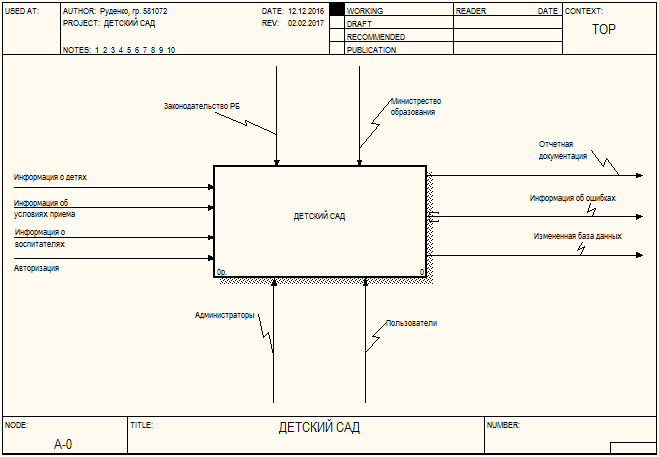 USED AT:
AUTHOR: Руденко, гр. 581072
DATE: 12.12.2016
PROJECT: ДЕТСКИЙ САД
REV: 02.02.2017
NOTES: 1 2 3 4 5 6 7 8 9 10
WORKING
DRAFT
RECOMMENDED
PUBLICATION
READER
DATE
CONTEXT:
TOP
Законодательство РБ
Министрество
образования
Отчетная
документация
Информация о детях
Информация об
условиях приема
Информация о
воспитателях
Авторизация
ДЕТСКИЙ САД
0р.
0
Информация об ошибках
Измененная база данных
Администраторы
Пользователи
NODE:
A-0
TITLE:
ДЕТСКИЙ САД
NUMBER: